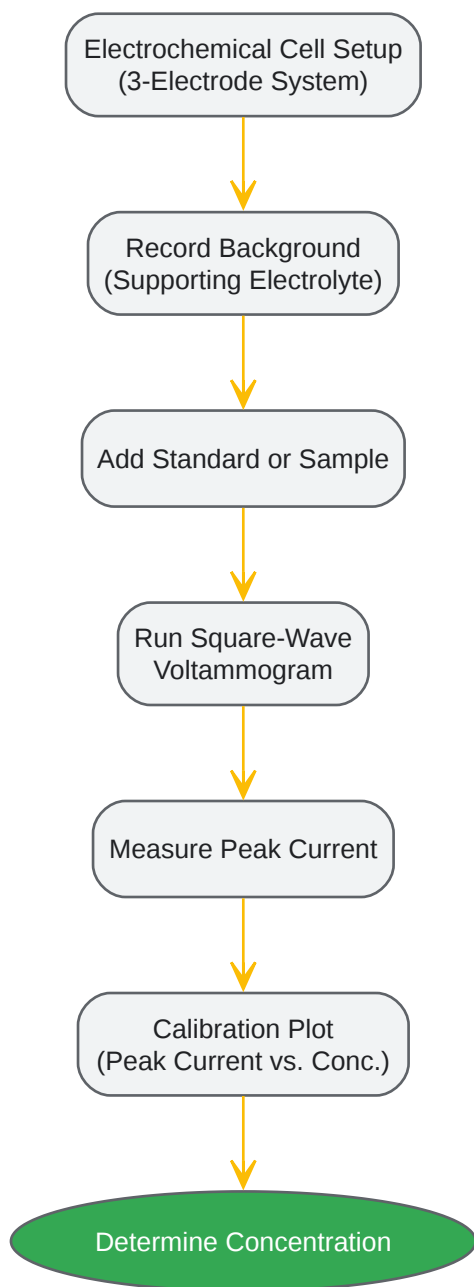 Electrochemical Cell Setup
(3-Electrode System)
Record Background
(Supporting Electrolyte)
Add Standard or Sample
Run Square-Wave
Voltammogram
Measure Peak Current
Calibration Plot
(Peak Current vs. Conc.)
Determine Concentration